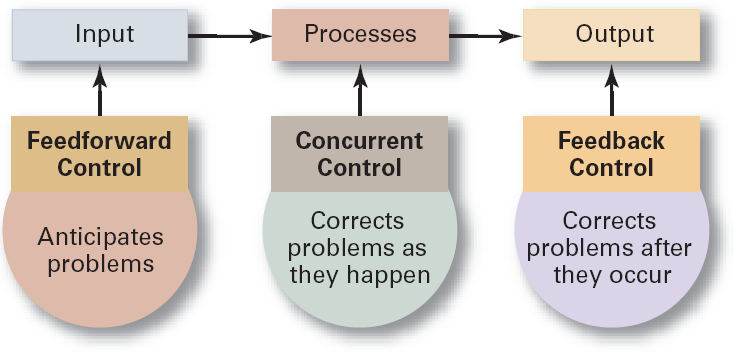 Input
Processes
Output
Feedforward
Control
Concurrent
Control
Feedback
Control
Anticipates
problems
Corrects
problems as
they happen
Corrects
problems after
they occur